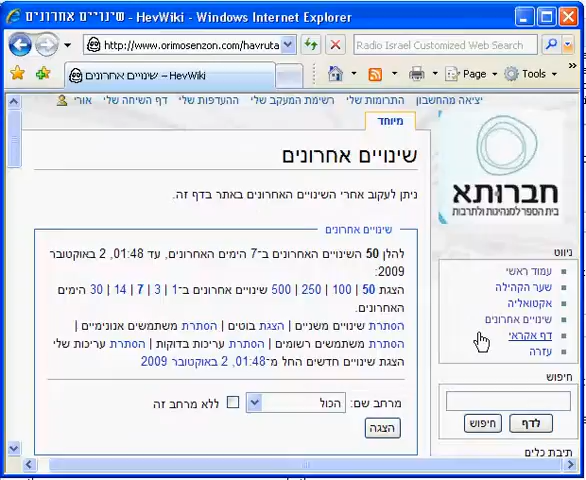 שינויים אחרונים - HevWiki - Windows Internet Explorer
http://www.orimosenzon.com/havruta
Radio Israel Customized Web Search
שינויים אחרונים – HevWiki
Page
Tools
אורי דף השיחה שלי ההעדפות שלי רשימת המעקב שלי התרומות שלי יציאה מהחשבון
מיוחד
שינויים אחרונים
ניתן לעקוב אחרי השינויים האחרונים באתר בדף זה.
שינויים אחרונים
להלן 50 השינויים האחרונים ב־7 הימים האחרונים, עד 01:48, 2 באוקטובר
2009:
הצגת 50 | 100 | 250 | 500 שינויים אחרונים ב־1 | 3 | 7 | 14 | 30 הימים
האחרונים.
הסתרת שינויים משניים | הצגת בוטים | הסתרת משתמשים אנונימיים |
הסתרת משתמשים רשומים | הסתרת עריכות בדוקות | הסתרת עריכות שלי
הצגת שינויים חדשים החל מ־01:48, 2 באוקטובר 2009
מרחב שם: הכול ללא מרחב זה
הצגה
חברותא
בית הספר למנהיגות ולתרבות
ניווט
עמוד ראשי
שער הקהילה
אקטואליה
שינויים אחרונים
דף אקראי
עזרה
חיפוש
לדף חיפוש
תיבת כלים